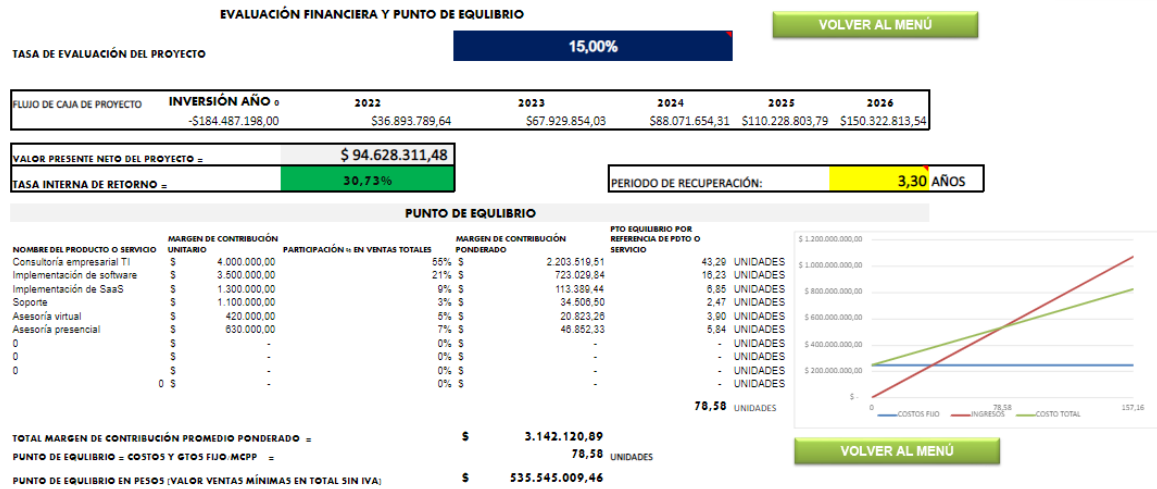 EVALUACIÓN FINANCIERA Y PUNTO DE EQULIBRIO
VOLVER AL MENÚ
TASA DE EVALUACIÓN DEL PROYECTO 15,00%
FLUJO DE CAJA DE PROYECTO INVERSIÓN AÑO 0 2022 2023 2024 2025 2026
-$184.487.198,00 $36.893.789,64 $67.929.854,03 $88.071.654,31 $110.228.803,79 $150.322.813,54
VALOR PRESENTE NETO DEL PROYECTO = $ 94.628.311,48
TASA INTERNA DE RETORNO = 30,73% PERIODO DE RECUPERACIÓN: 3,30 AÑOS
PUNTO DE EQULIBRIO
NOMBRE DEL PRODUCTO O SERVICIO MARGEN DE CONTRIBUCIÓN UNITARIO PARTICIPACIÓN % EN VENTAS TOTALES MARGEN DE CONTRIBUCIÓN PONDERADO PTO EQUILIBRIO POR REFERENCIA DE PDTO O SERVICIO
Consultoría empresarial TI $ 4.000.000,00 55% $ 2.203.519,51 43,29 UNIDADES
Implementación de software $ 3.500.000,00 21% $ 723.029,84 16,23 UNIDADES
Implementación de SaaS $ 1.300.000,00 9% $ 113.389,44 6,85 UNIDADES
Soporte $ 1.100.000,00 3% $ 34.506,50 2,47 UNIDADES
Asesoría virtual $ 420.000,00 5% $ 20.823,26 3,90 UNIDADES
Asesoría presencial $ 630.000,00 7% $ 46.852,33 5,84 UNIDADES
0 $ - 0% $ - - UNIDADES
0 $ - 0% $ - - UNIDADES
0 $ - 0% $ - - UNIDADES
0 $ - 0% $ - - UNIDADES
78,58 UNIDADES
$ 1.200.000.000,00
$ 1.000.000.000,00
$ 800.000.000,00
$ 600.000.000,00
$ 400.000.000,00
$ 200.000.000,00
$ -
0 78,58 157,16
COSTOS FIJO INGRESOS COSTO TOTAL
TOTAL MARGEN DE CONTRIBUCIÓN PROMEDIO PONDERADO = $ 3.142.120,89
PUNTO DE EQULIBRIO = COSTOS Y GTOS FIJO/MCPP = 78,58 UNIDADES
VOLVER AL MENÚ
PUNTO DE EQULIBRIO EN PESOS (VALOR VENTAS MÍNIMAS EN TOTAL SIN IVA) $ 535.545.009,46